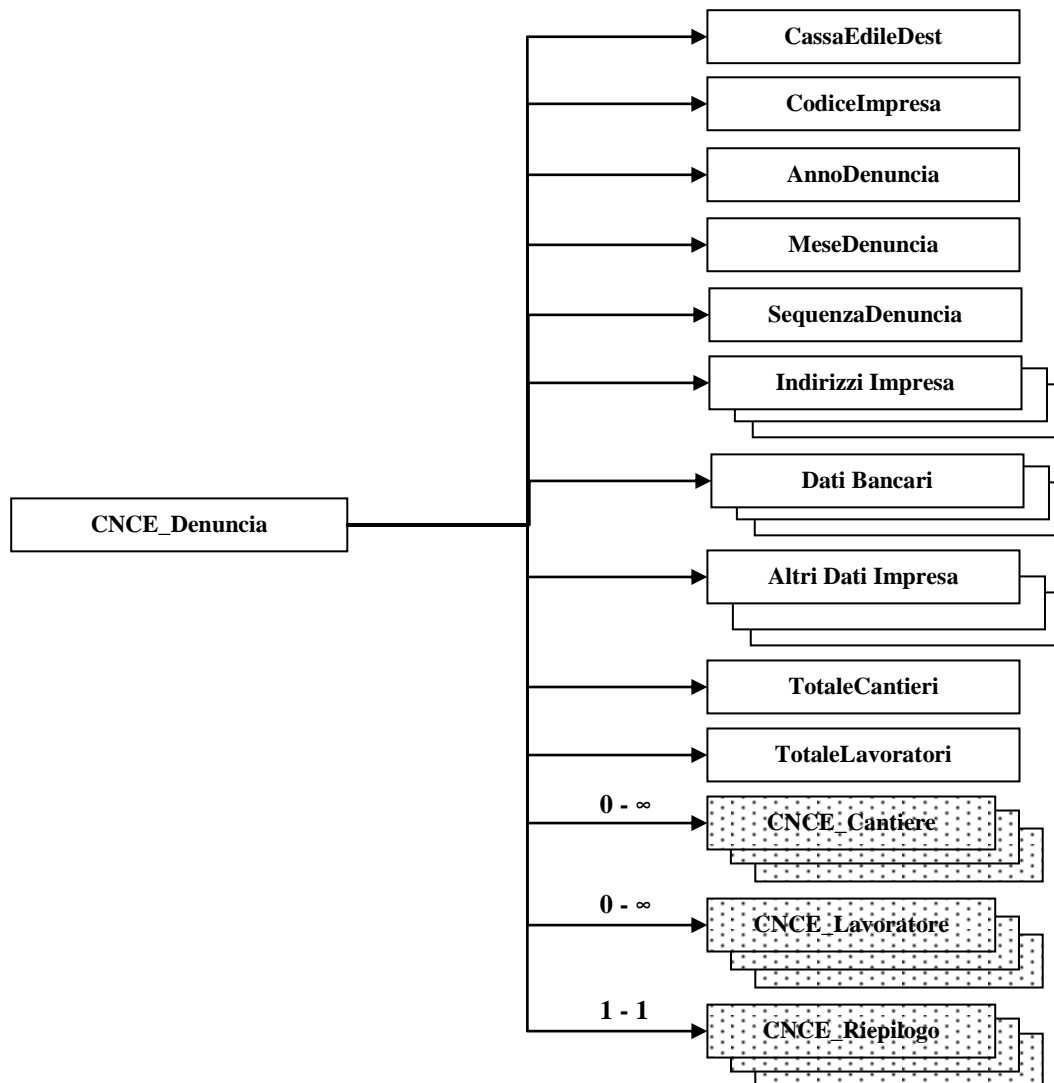 CassaEdileDest
CodiceImpresa
AnnoDenuncia
MeseDenuncia
SequenzaDenuncia
Indirizzi Impresa
Dati Bancari
CNCE_Denuncia
Altri Dati Impresa
TotaleCantieri
TotaleLavoratori
0 - ∞
CNCE_Cantiere
0 - ∞
CNCE_Lavoratore
1 - 1
CNCE_Riepilogo